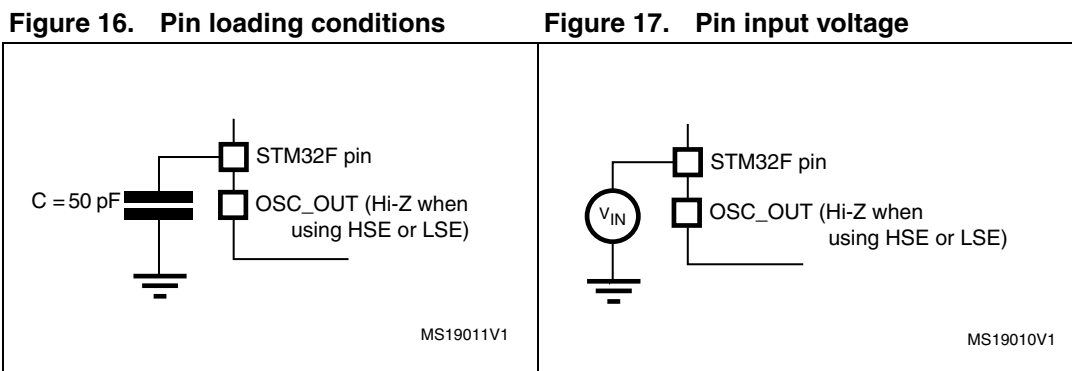 Figure 16. Pin loading conditions
STM32F pin
C = 50 pF
OSC_OUT (Hi-Z when
using HSE or LSE)
MS19011V1
Figure 17. Pin input voltage
STM32F pin
VIN
OSC_OUT (Hi-Z when
using HSE or LSE)
MS19010V1